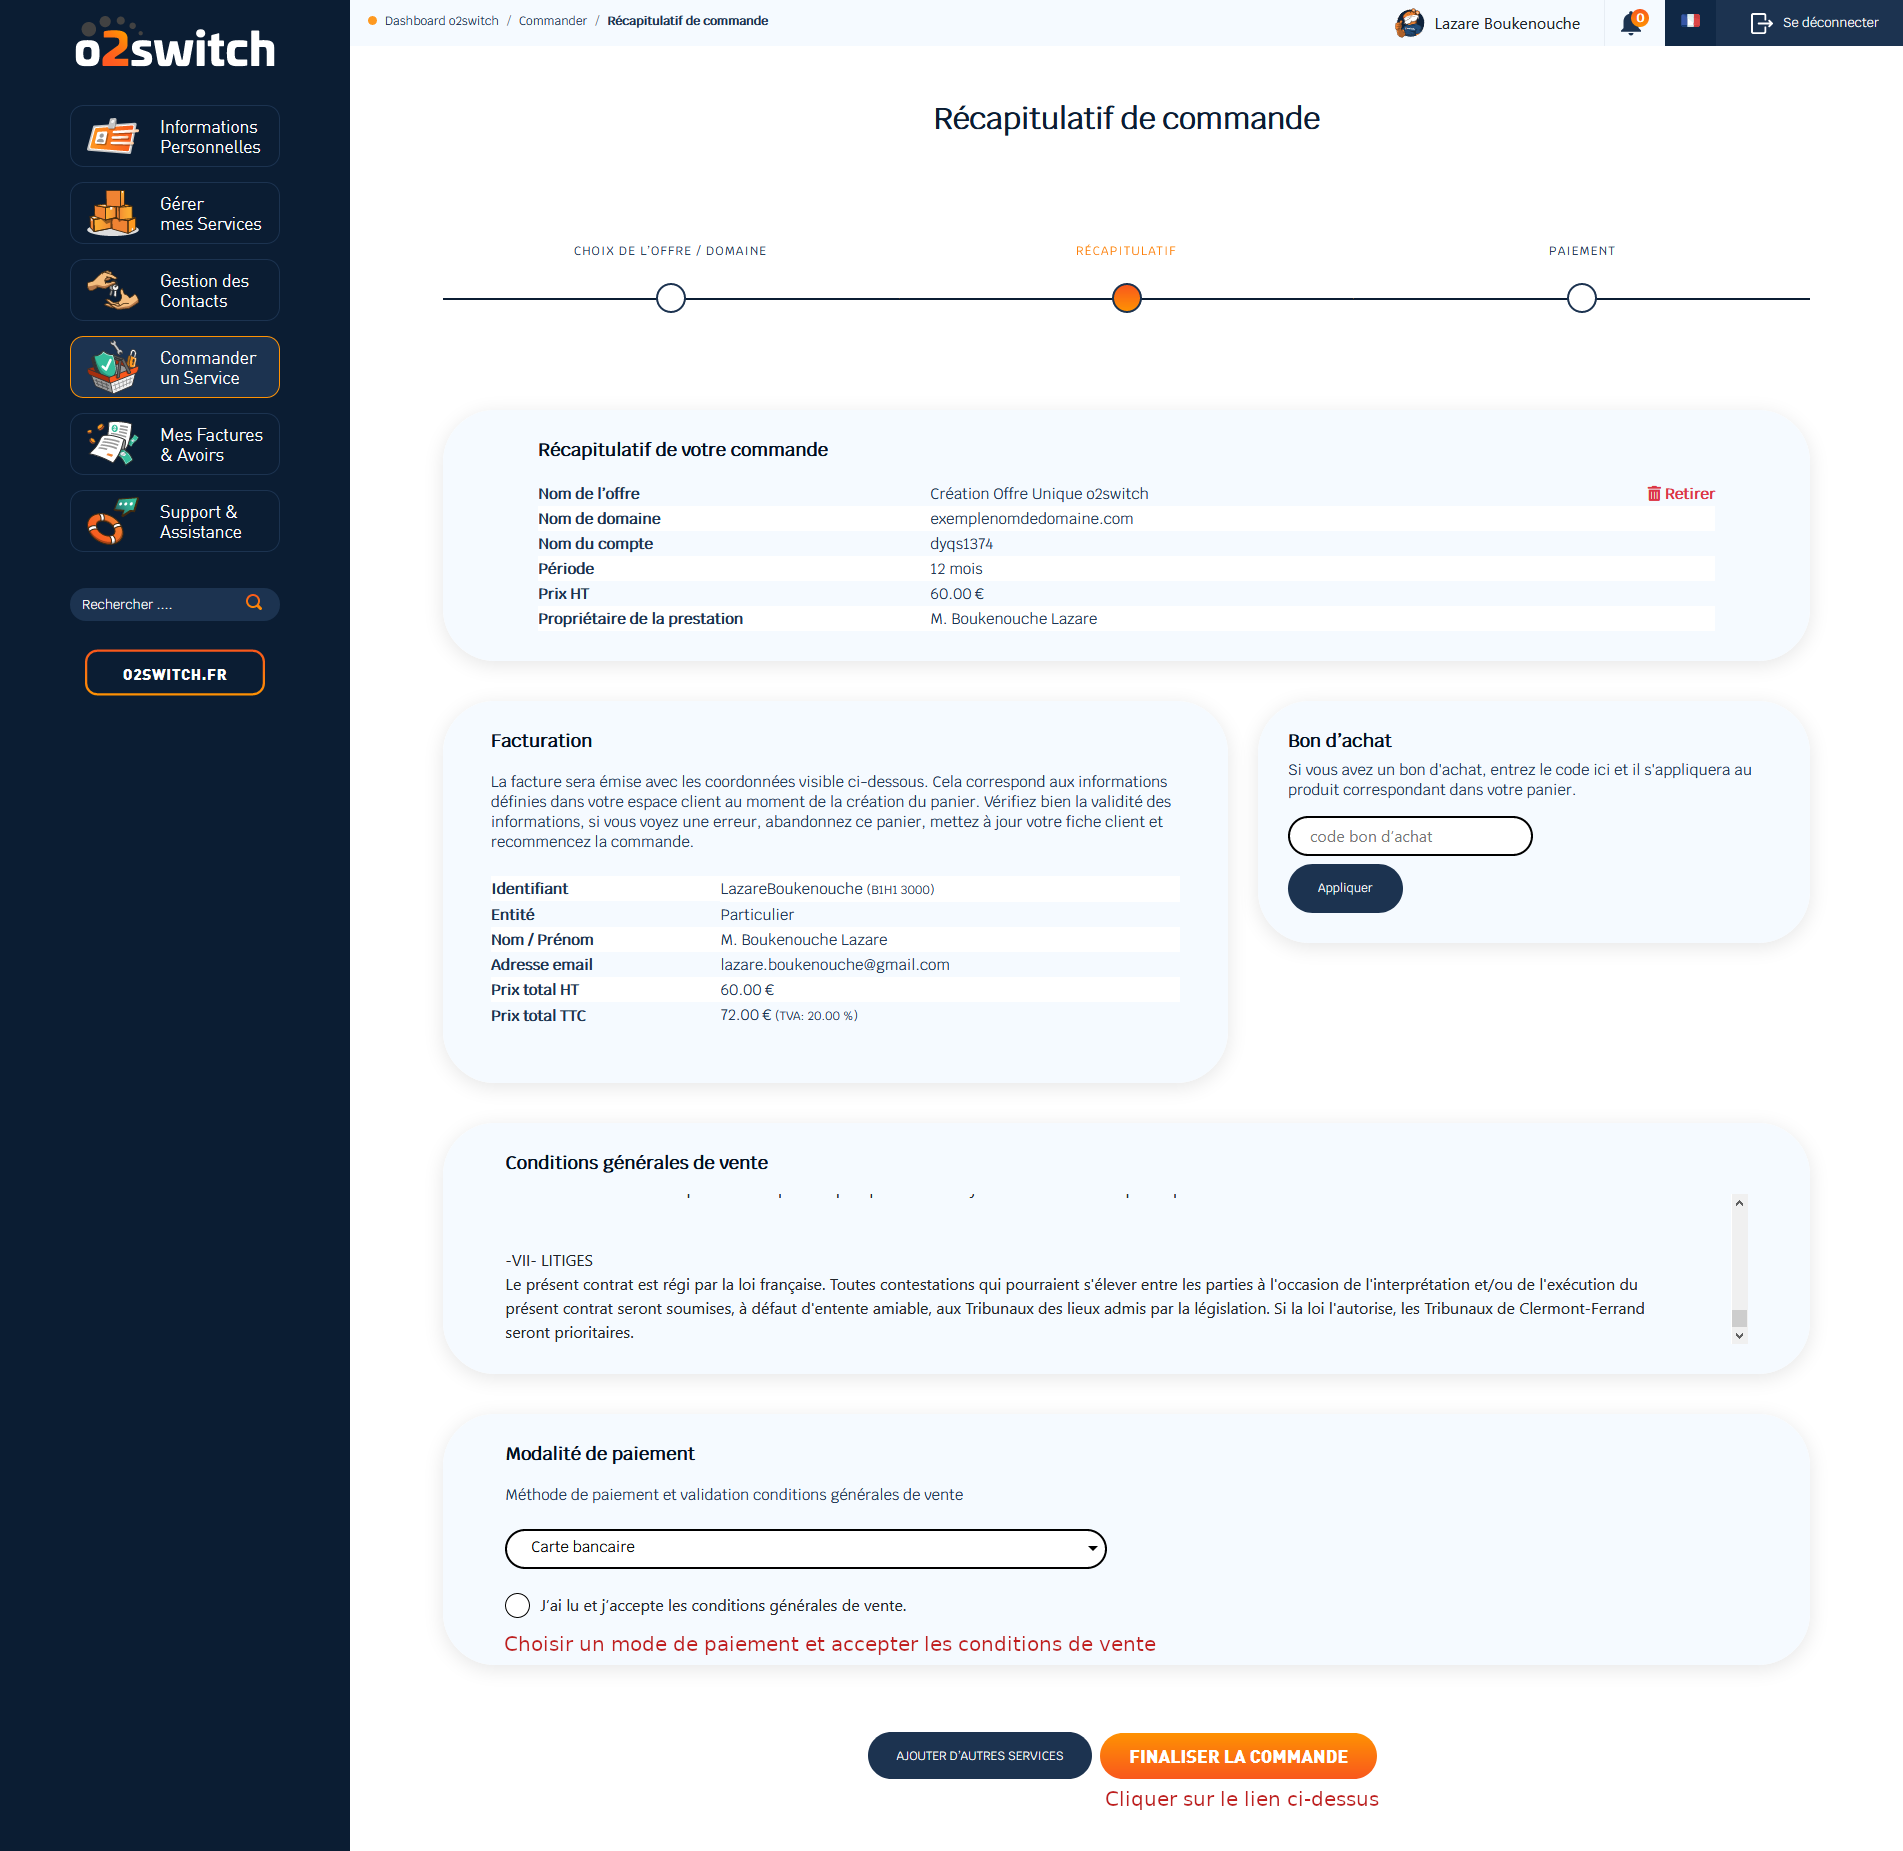 o2switch
Dashboard o2switch / Commander / Récapitulatif de commande
Lazare Boukenouche
0
Se déconnecter
Informations
Personnelles
Gérer
mes Services
Gestion des
Contacts
Commander
un Service
Mes Factures
& Avoirs
Support &
Assistance
Rechercher ....
O2SWITCH.FR
Récapitulatif de commande
CHOIX DE L'OFFRE / DOMAINE
RÉCAPITULATIF
PAIEMENT
Récapitulatif de votre commande
Nom de l'offre Création Offre Unique o2switch Retirer
Nom de domaine exemplenomdedomaine.com
Nom du compte dyqs1374
Période 12 mois
Prix HT 60.00 €
Propriétaire de la prestation M. Boukenouche Lazare
Facturation
La facture sera émise avec les coordonnées visible ci-dessous. Cela correspond aux informations
définies dans votre espace client au moment de la création du panier. Vérifiez bien la validité des
informations, si vous voyez une erreur, abandonnez ce panier, mettez à jour votre fiche client et
recommencez la commande.
Identifiant LazareBoukenouche (B1H1 3000)
Entité Particulier
Nom / Prénom M. Boukenouche Lazare
Adresse email lazare.boukenouche@gmail.com
Prix total HT 60.00 €
Prix total TTC 72.00 € (TVA: 20.00 %)
Bon d'achat
Si vous avez un bon d'achat, entrez le code ici et il s'appliquera au
produit correspondant dans votre panier.
code bon d'achat
Appliquer
Conditions générales de vente
-VII- LITIGES
Le présent contrat est régi par la loi française. Toutes contestations qui pourraient s'élever entre les parties à l'occasion de l'interprétation et/ou de l'exécution du
présent contrat seront soumises, à défaut d'entente amiable, aux Tribunaux des lieux admis par la législation. Si la loi l'autorise, les Tribunaux de Clermont-Ferrand
seront prioritaires.
Modalité de paiement
Méthode de paiement et validation conditions générales de vente
Carte bancaire
J'ai lu et j'accepte les conditions générales de vente.
Choisir un mode de paiement et accepter les conditions de vente
AJOUTER D'AUTRES SERVICES
FINALISER LA COMMANDE
Cliquer sur le lien ci-dessus